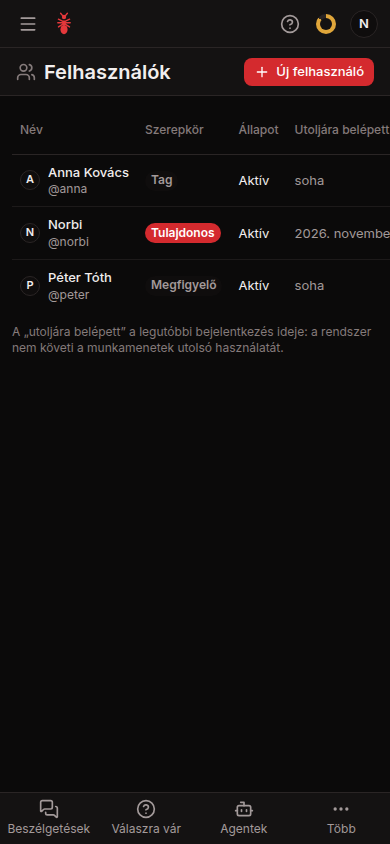 N
Felhasználók
Új felhasználó
Név Szerepkör Állapot Utoljára belépett
A Anna Kovács Tag Aktív soha
@anna
N Norbi Tulajdonos Aktív 2026. novembe
@norbi
P Péter Tóth Megfigyelő Aktív soha
@peter
A „utoljára belépett” a legutóbbi bejelentkezés ideje: a rendszer
nem követi a munkamenetek utolsó használatát.
Beszélgetések Válaszra vár Agentek Több